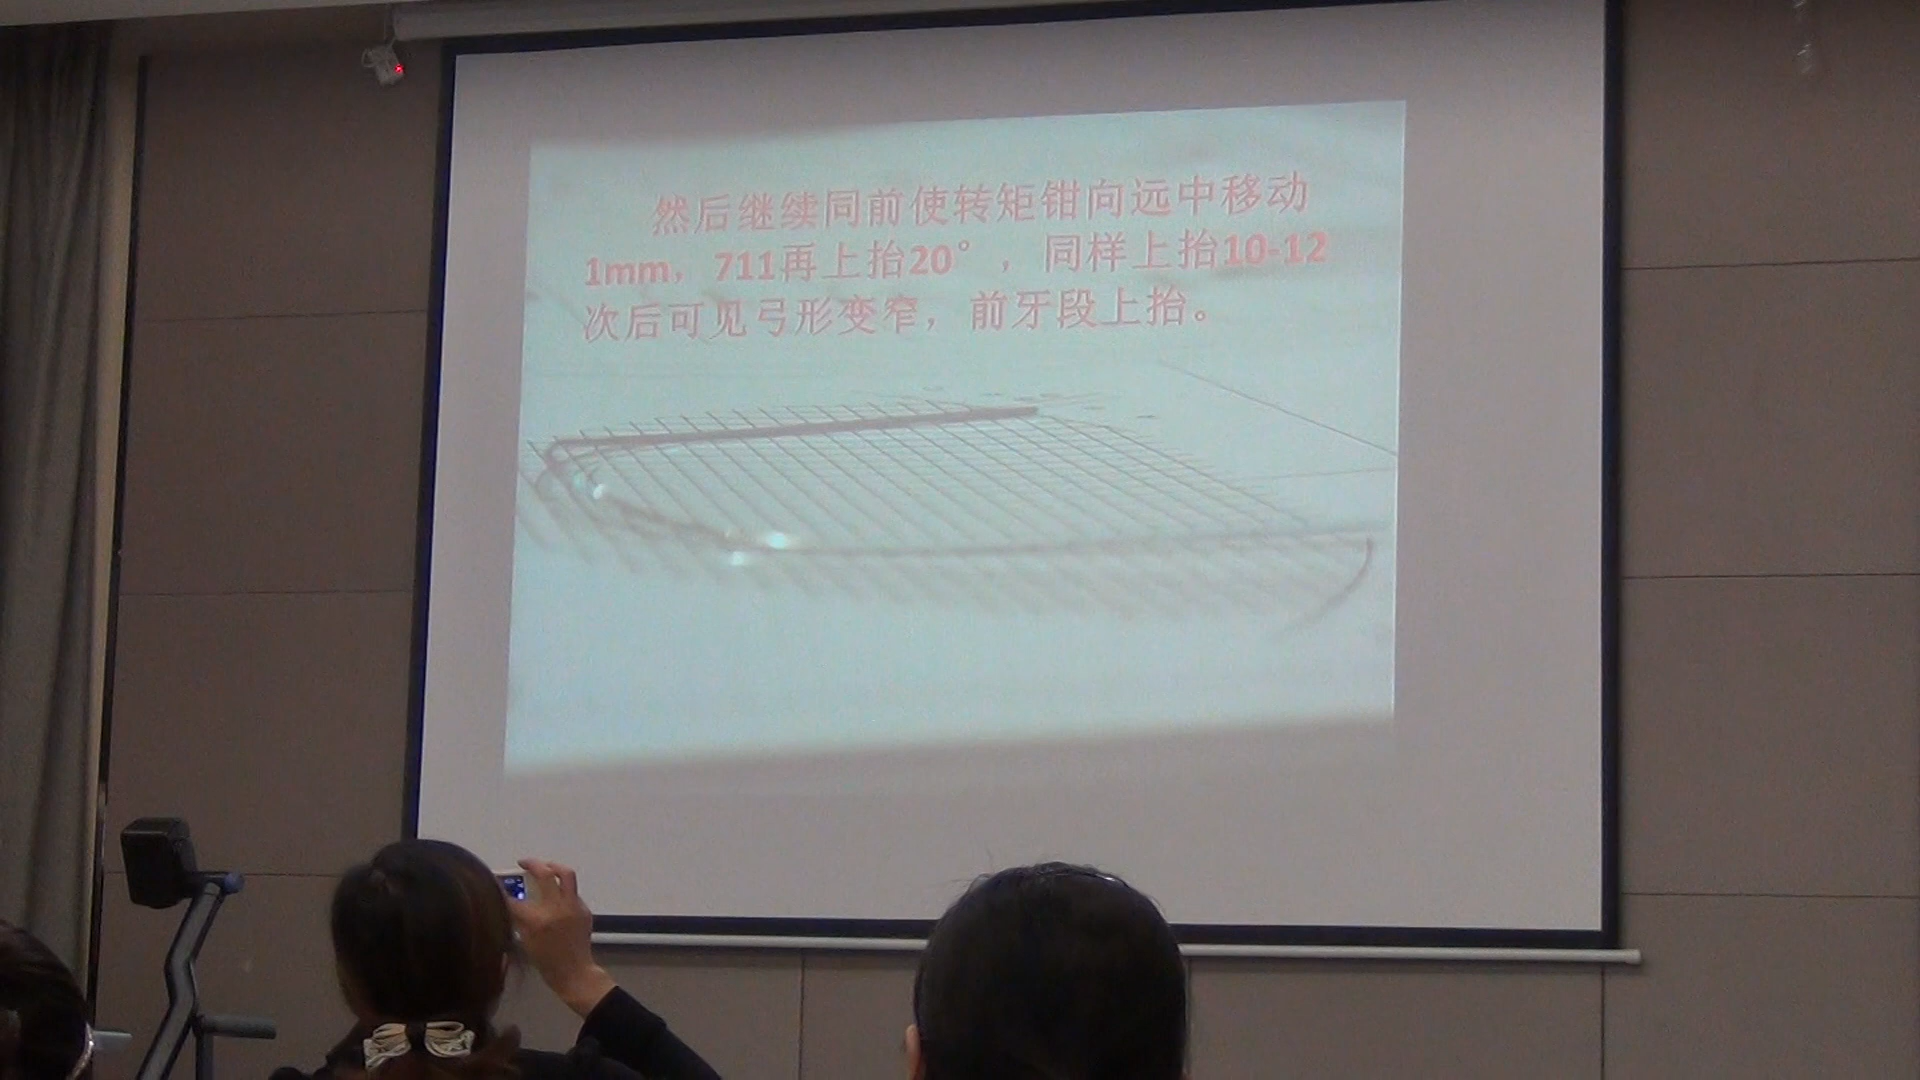 然后继续同前使转矩钳向远中移动
1mm，711再上抬20°，同样上抬10-12
次后可见弓形变窄，前牙段上抬。